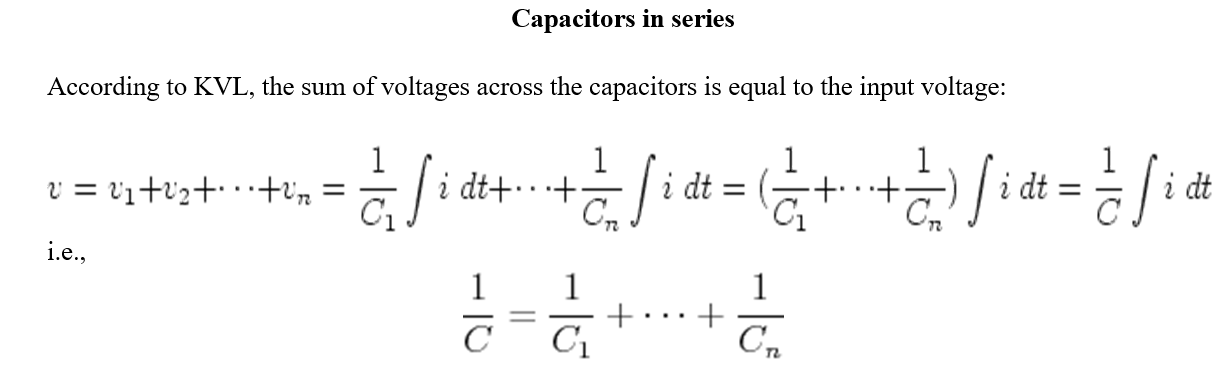 Capacitors in series
According to KVL, the sum of voltages across the capacitors is equal to the input voltage:
v = v₁+v₂+···+vₙ = 1/C₁ ∫ i dt+···+ 1/Cₙ ∫ i dt = (1/C₁+···+1/Cₙ) ∫ i dt = 1/C ∫ i dt
i.e.,
1/C = 1/C₁ + ··· + 1/Cₙ